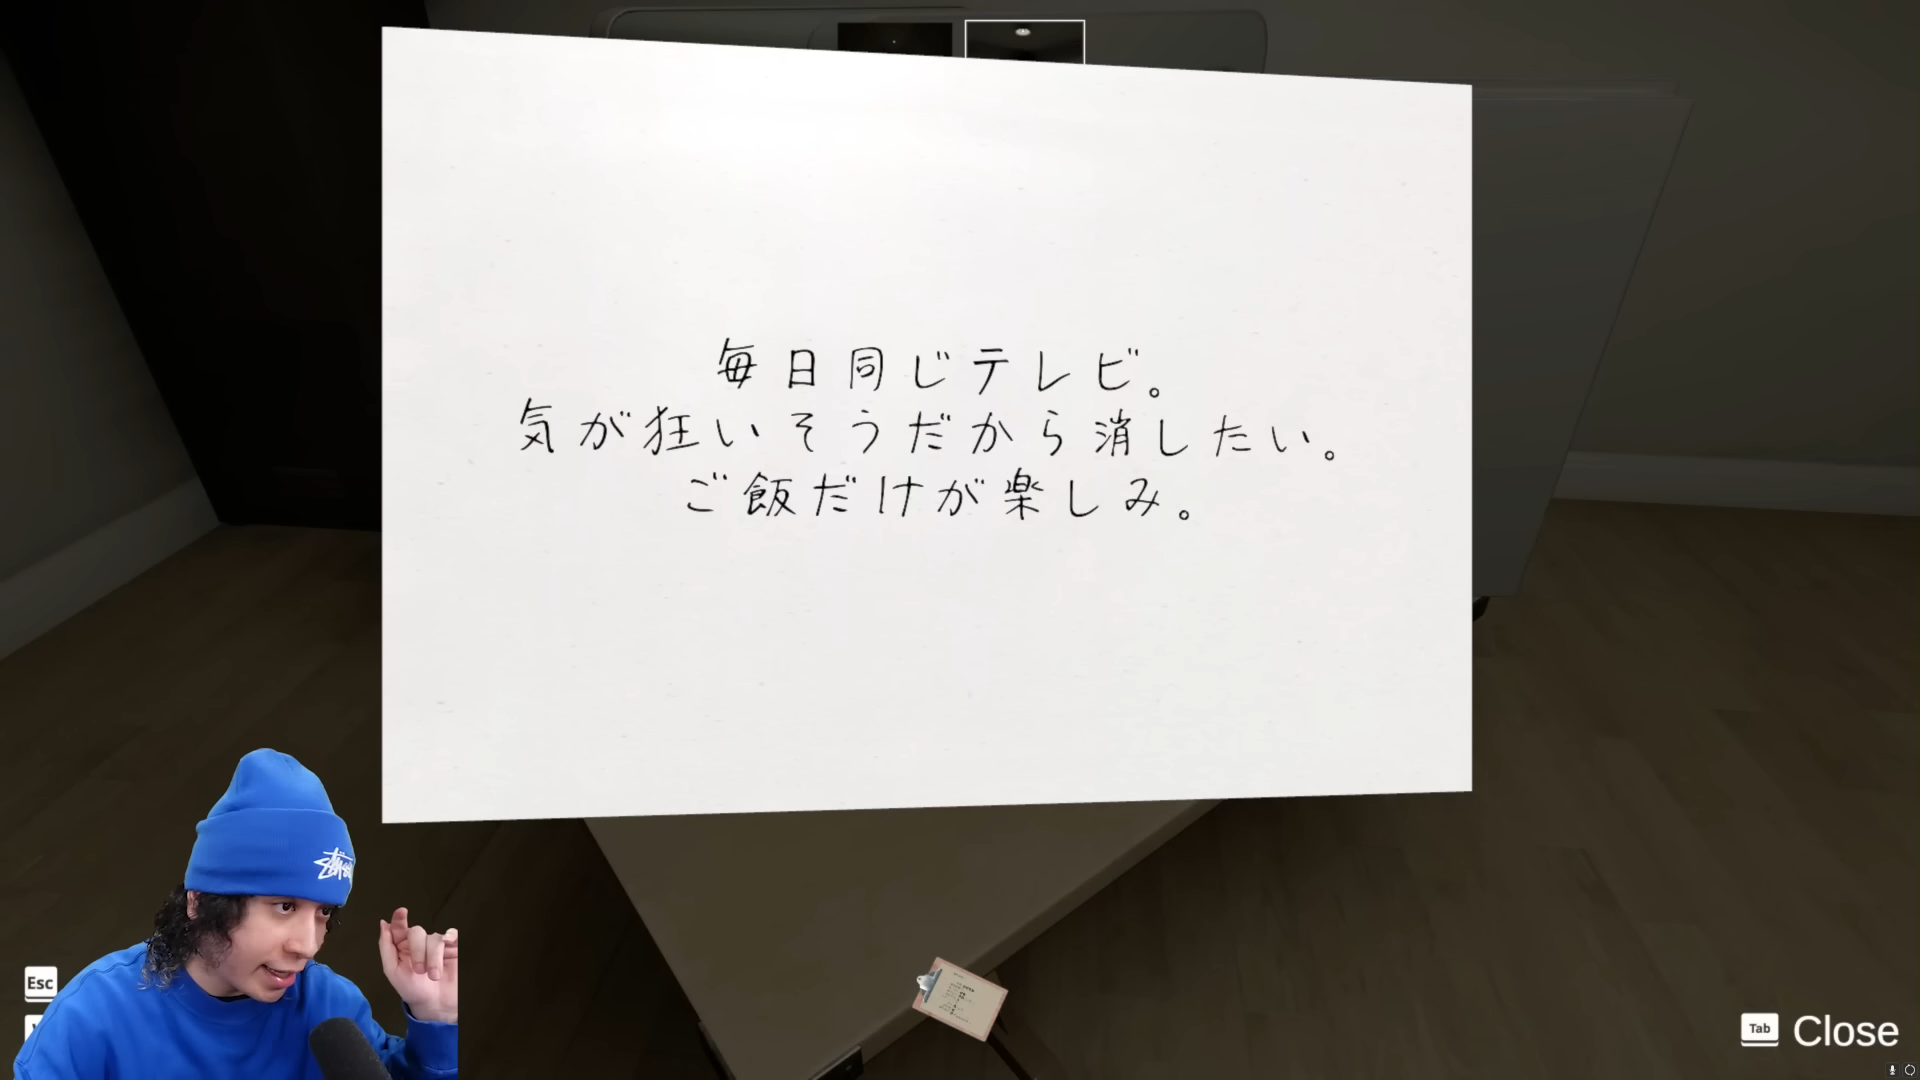 毎日同じテレビ。
気が狂いそうだから消したい。
ご飯だけが楽しみ。
Esc
Tab Close